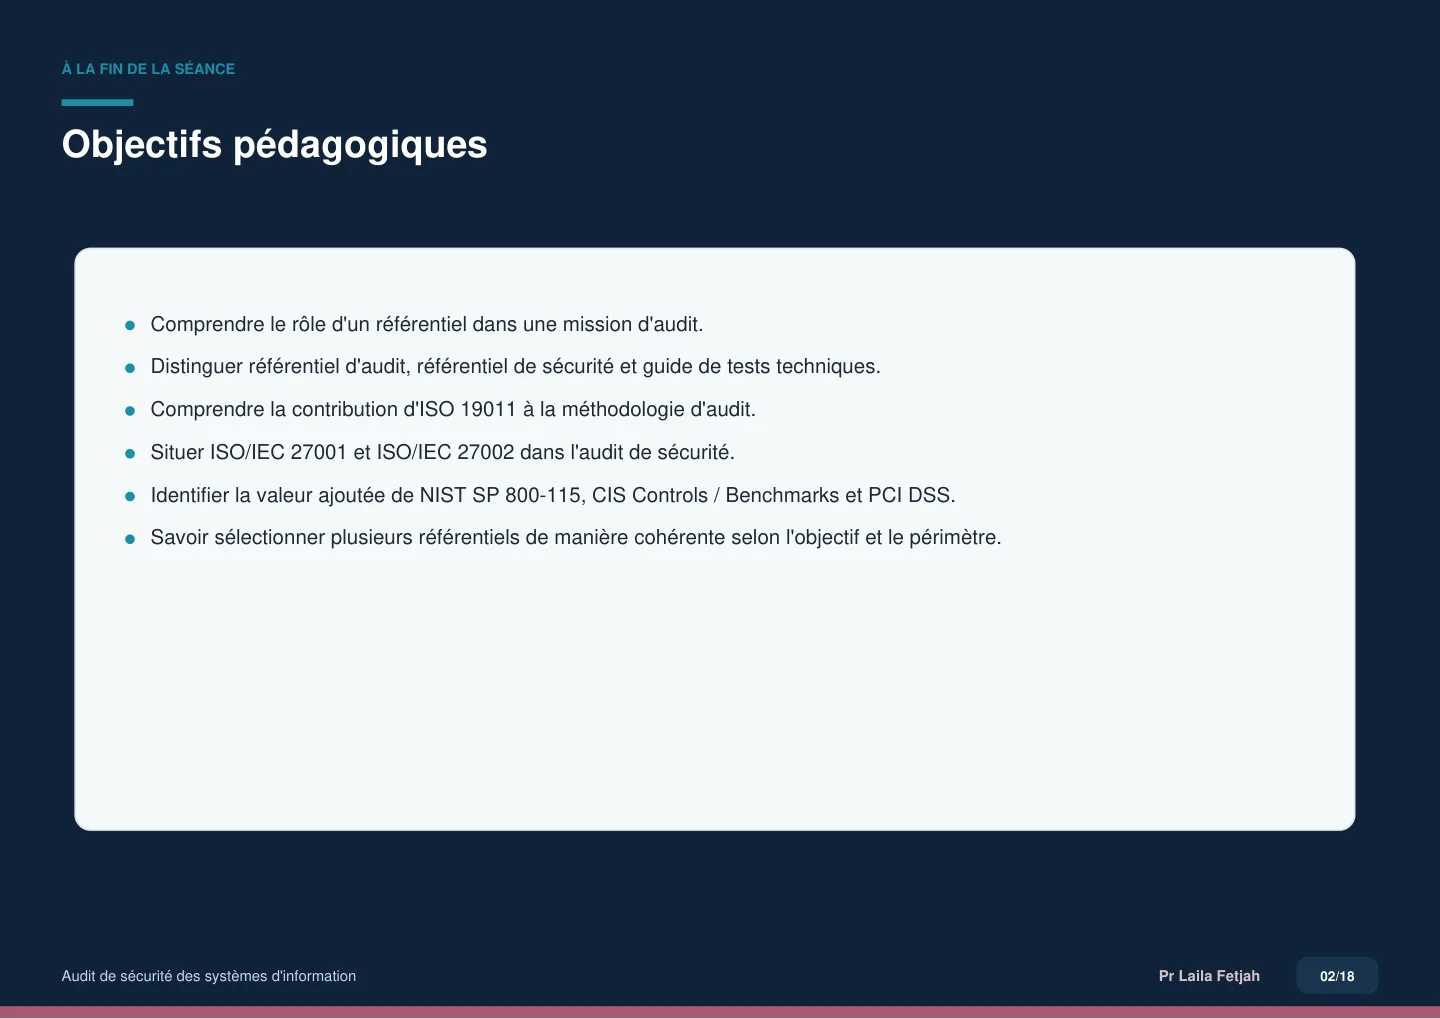 À LA FIN DE LA SÉANCE
Objectifs pédagogiques
Comprendre le rôle d'un référentiel dans une mission d'audit.
Distinguer référentiel d'audit, référentiel de sécurité et guide de tests techniques.
Comprendre la contribution d'ISO 19011 à la méthodologie d'audit.
Situer ISO/IEC 27001 et ISO/IEC 27002 dans l'audit de sécurité.
Identifier la valeur ajoutée de NIST SP 800-115, CIS Controls / Benchmarks et PCI DSS.
Savoir sélectionner plusieurs référentiels de manière cohérente selon l'objectif et le périmètre.
Audit de sécurité des systèmes d'information
Pr Laila Fetjah
02/18